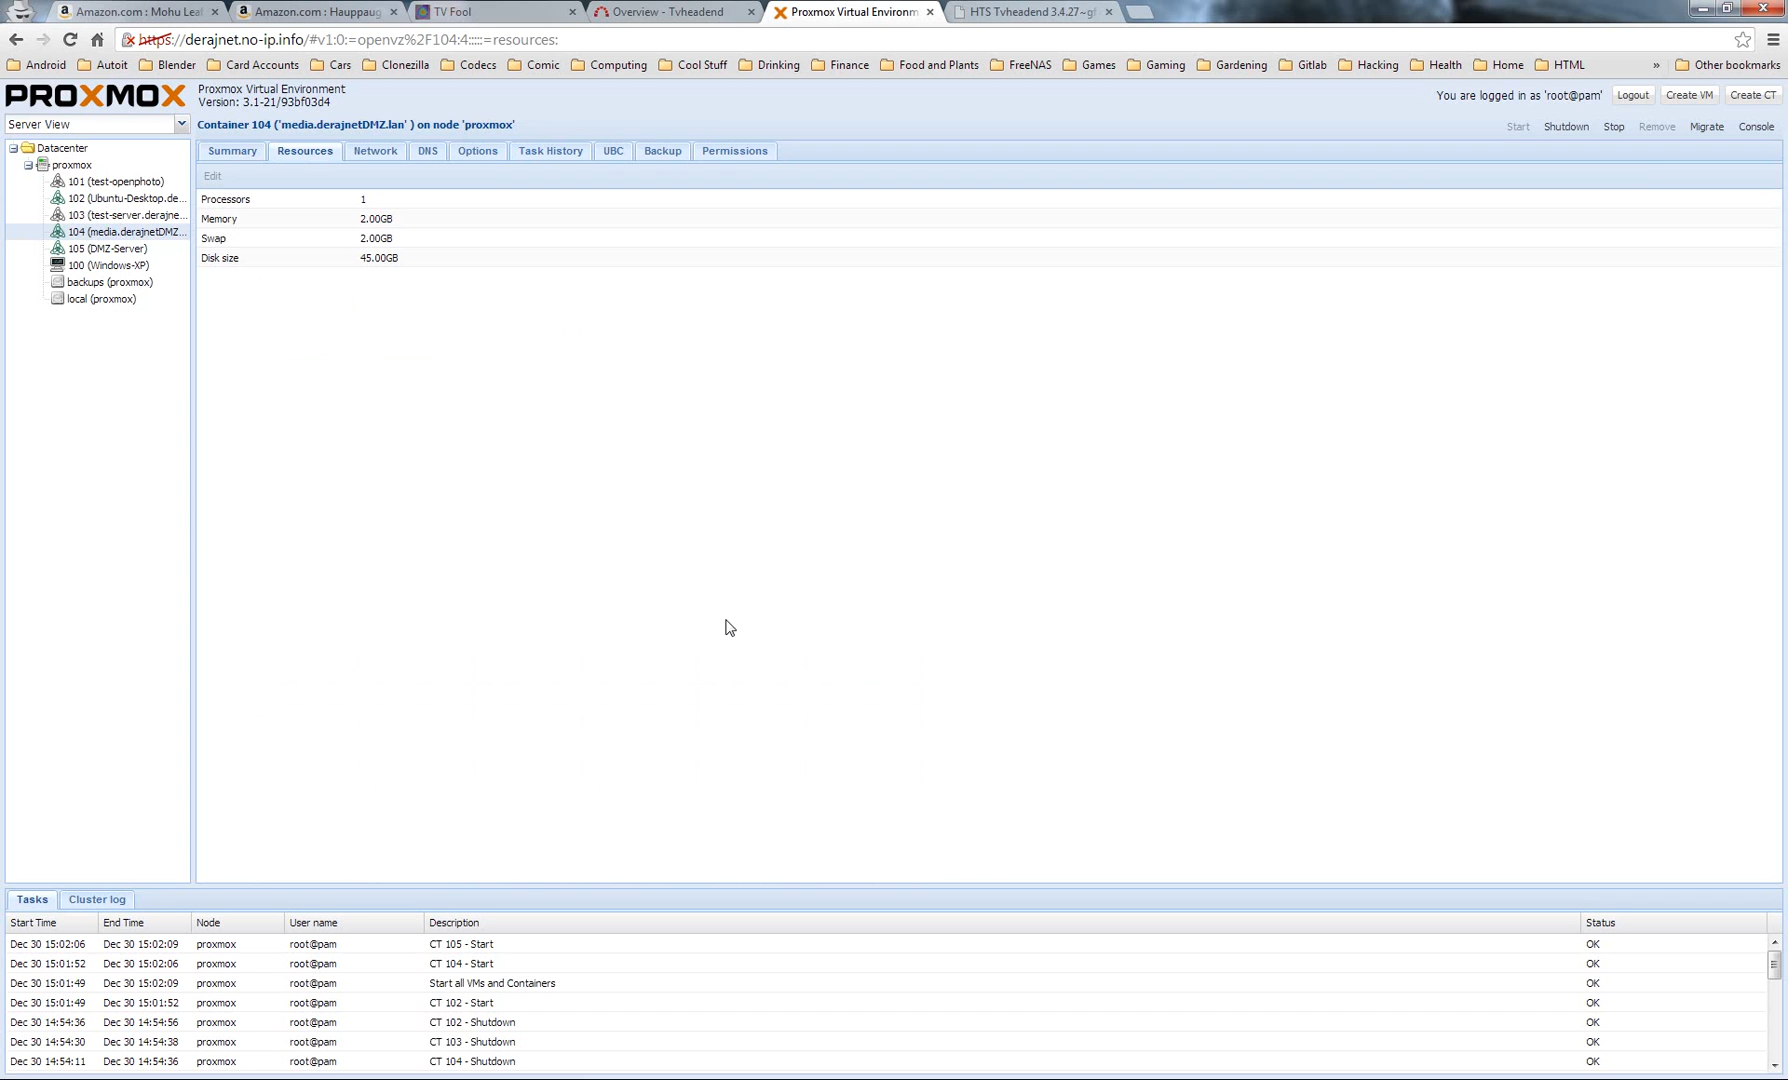 Amazon.com : Mohu Leaf
Amazon.com : Hauppaug
TV Fool
Overview - Tvheadend
Proxmox Virtual Environm
HTS Tvheadend 3.4.27~gf
https://derajnet.no-ip.info/#v1:0:=openvz%2F104:4:::::=resources:
Android Autoit Blender Card Accounts Cars Clonezilla Codecs Comic Computing Cool Stuff Drinking Finance Food and Plants FreeNAS Games Gaming Gardening Gitlab Hacking Health Home HTML » Other bookmarks
PROXMOX
Proxmox Virtual Environment
Version: 3.1-21/93bf03d4
You are logged in as 'root@pam' Logout Create VM Create CT
Server View
Container 104 ('media.derajnetDMZ.lan' ) on node 'proxmox'
Start Shutdown Stop Remove Migrate Console
Datacenter
proxmox
101 (test-openphoto)
102 (Ubuntu-Desktop.de...
103 (test-server.derajne...
104 (media.derajnetDMZ...
105 (DMZ-Server)
100 (Windows-XP)
backups (proxmox)
local (proxmox)
Summary Resources Network DNS Options Task History UBC Backup Permissions
Edit
Processors 1
Memory 2.00GB
Swap 2.00GB
Disk size 45.00GB
Tasks Cluster log
Start Time End Time Node User name Description Status
Dec 30 15:02:06 Dec 30 15:02:09 proxmox root@pam CT 105 - Start OK
Dec 30 15:01:52 Dec 30 15:02:06 proxmox root@pam CT 104 - Start OK
Dec 30 15:01:49 Dec 30 15:02:09 proxmox root@pam Start all VMs and Containers OK
Dec 30 15:01:49 Dec 30 15:01:52 proxmox root@pam CT 102 - Start OK
Dec 30 14:54:36 Dec 30 14:54:56 proxmox root@pam CT 102 - Shutdown OK
Dec 30 14:54:30 Dec 30 14:54:38 proxmox root@pam CT 103 - Shutdown OK
Dec 30 14:54:11 Dec 30 14:54:36 proxmox root@pam CT 104 - Shutdown OK